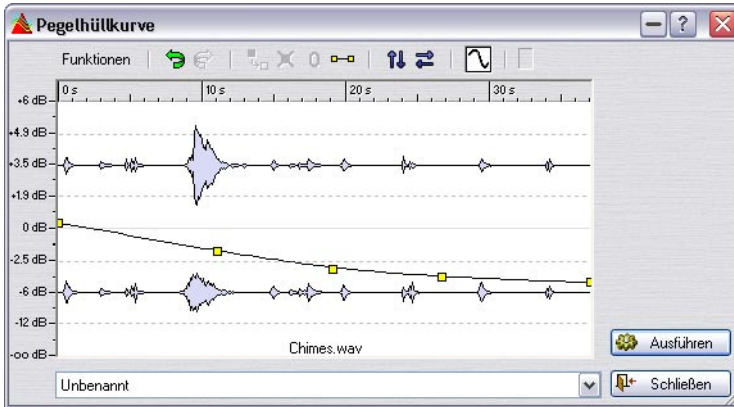 Pegelhüllkurve
Funktionen
0 s 10 s 20 s 30 s
+6 dB
+4.9 dB
+3.5 dB
+1.9 dB
0 dB
-2.5 dB
-6 dB
-12 dB
-oo dB
Chimes.wav
Ausführen
Unbenannt
Schließen